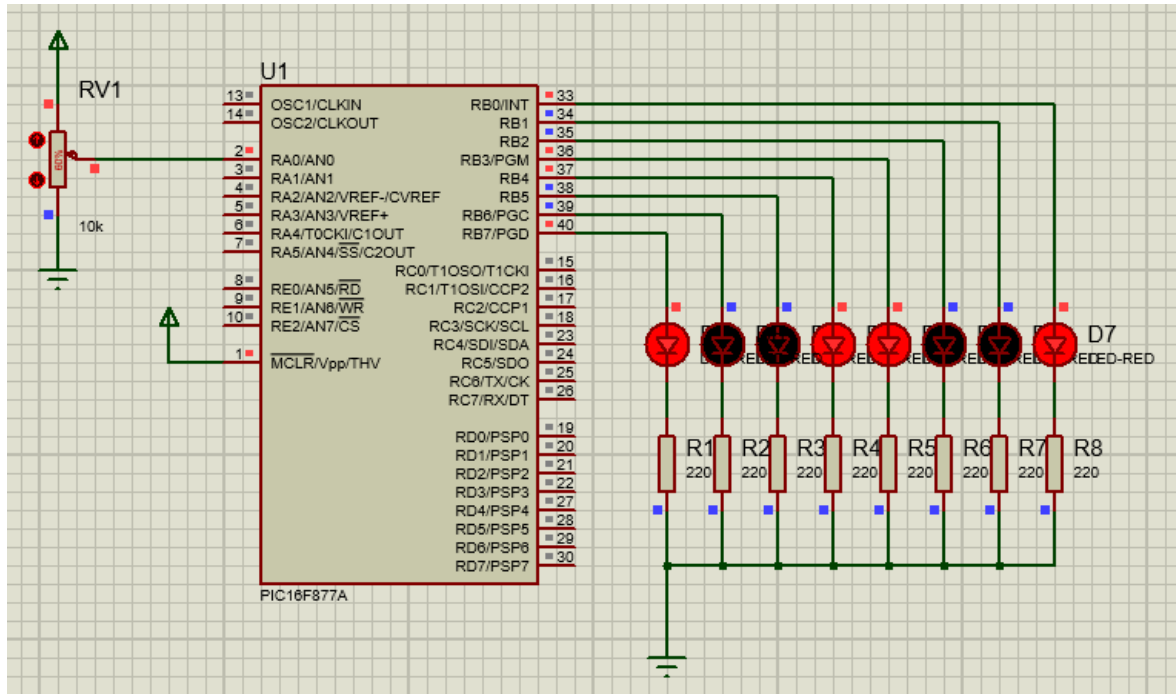 RV1
60%
10k
U1
13 OSC1/CLKIN
14 OSC2/CLKOUT
2 RA0/AN0
3 RA1/AN1
4 RA2/AN2/VREF-/CVREF
5 RA3/AN3/VREF+
6 RA4/T0CKI/C1OUT
7 RA5/AN4/SS/C2OUT
8 RE0/AN5/RD
9 RE1/AN6/WR
10 RE2/AN7/CS
1 MCLR/Vpp/THV
RB0/INT 33
RB1 34
RB2 35
RB3/PGM 36
RB4 37
RB5 38
RB6/PGC 39
RB7/PGD 40
RC0/T1OSO/T1CKI 15
RC1/T1OSI/CCP2 16
RC2/CCP1 17
RC3/SCK/SCL 18
RC4/SDI/SDA 23
RC5/SDO 24
RC6/TX/CK 25
RC7/RX/DT 26
RD0/PSP0 19
RD1/PSP1 20
RD2/PSP2 21
RD3/PSP3 22
RD4/PSP4 27
RD5/PSP5 28
RD6/PSP6 29
RD7/PSP7 30
PIC16F877A
D7
LED-RED
R1 R2 R3 R4 R5 R6 R7 R8
220 220 220 220 220 220 220 220